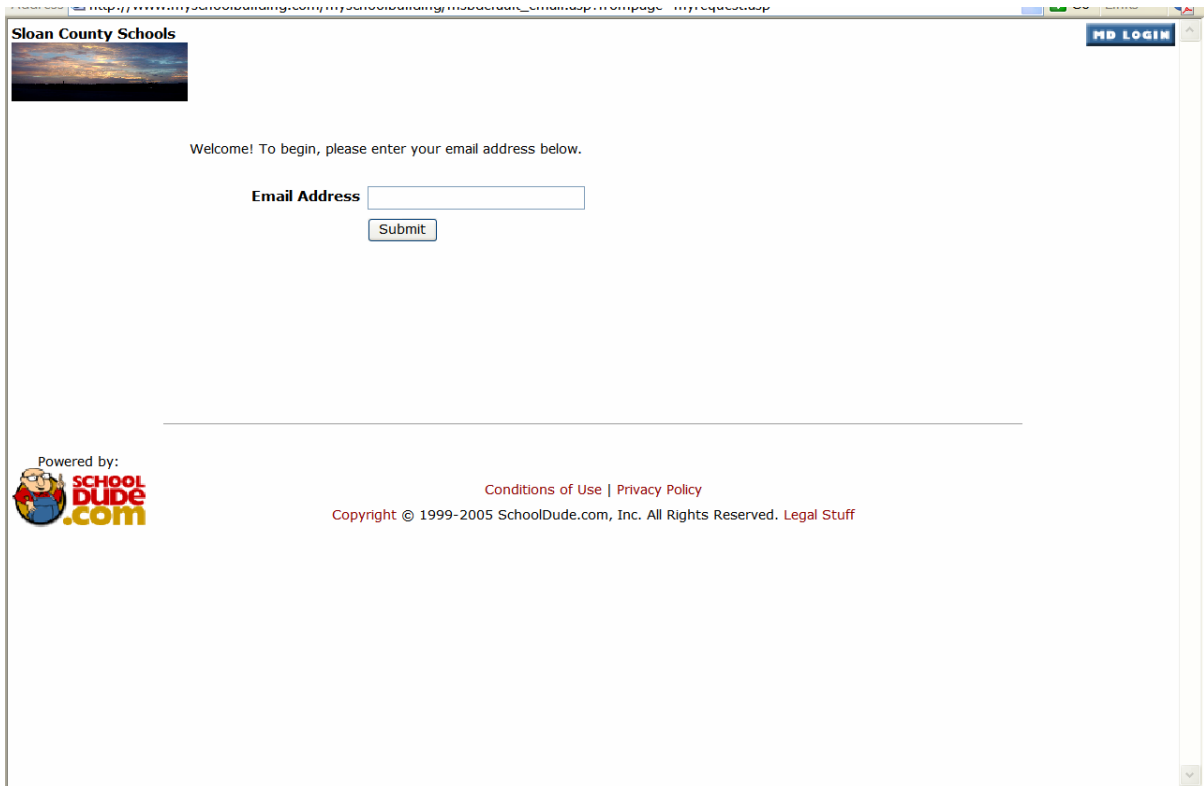 Sloan County Schools
MD LOGIN
Welcome! To begin, please enter your email address below.
Email Address
Submit
Powered by:
SCHOOL
DUDE
.com
Conditions of Use | Privacy Policy
Copyright © 1999-2005 SchoolDude.com, Inc. All Rights Reserved. Legal Stuff